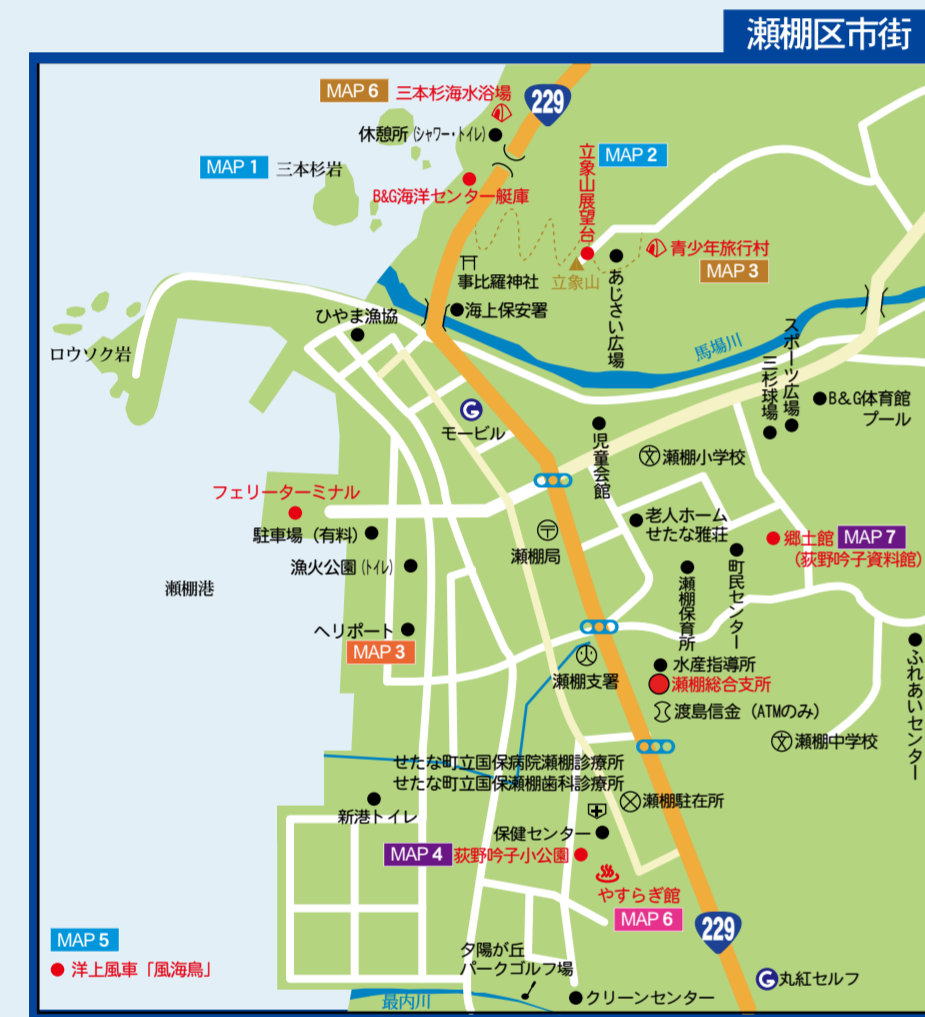 瀬棚区市街
MAP 6 三本杉海水浴場
229
休憩所 (シャワー・トイレ)
MAP 1 三本杉岩
B&G海洋センター艇庫
立象山展望台
MAP 2
青少年旅行村
MAP 3
事比羅神社
立象山
あじさい広場
海上保安署
ひやま漁協
ロウソク岩
馬場川
スポーツ広場
三杉球場
B&G体育館
プール
モービル
児童会館
瀬棚小学校
フェリーターミナル
駐車場（有料）
瀬棚局
老人ホーム
せたな雅荘
郷土館 MAP 7
(荻野吟子資料館)
漁火公園 (トイレ)
瀬棚港
瀬棚保育所
町民センター
ヘリポート
MAP 3
瀬棚支署
水産指導所
瀬棚総合支所
渡島信金（ATMのみ）
瀬棚中学校
ふれあいセンター
せたな町立国保病院瀬棚診療所
せたな町立国保瀬棚歯科診療所
新港トイレ
瀬棚駐在所
保健センター
MAP 4 荻野吟子小公園
やすらぎ館
MAP 6
229
MAP 5
洋上風車「風海鳥」
夕陽が丘
パークゴルフ場
丸紅セルフ
最内川
クリーンセンター